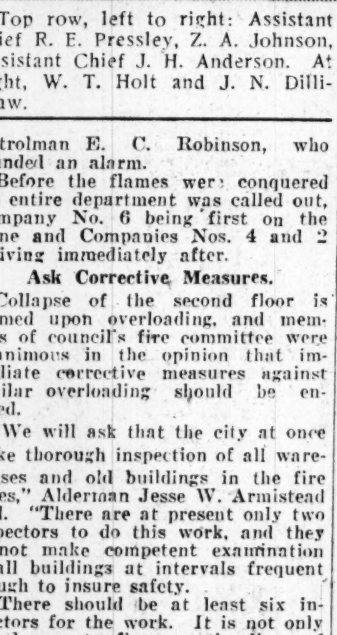 Top row, left to right: Assistant
ief R. E. Pressley, Z. A. Johnson,
sistant Chief J. H. Anderson. At
ght, W. T. Holt and J. N. Dilli-
aw.
trolman E. C. Robinson, who
unded an alarm.
Before the flames were conquered
entire department was called out,
mpany No. 6 being first on the
ne and Companies Nos. 4 and 2
iving immediately after.
Ask Corrective Measures.
Collapse of the second floor is
med upon overloading, and mem-
s of council's fire committee were
animous in the opinion that im-
diate corrective measures against
ilar overloading should be en-
ed.
We will ask that the city at once
ke thorough inspection of all ware-
ses and old buildings in the fire
es," Alderman Jesse W. Armistead
d. "There are at present only two
pectors to do this work, and they
not make competent examination
all buildings at intervals frequent
ugh to insure safety.
There should be at least six in-
ctors for the work. It is not only